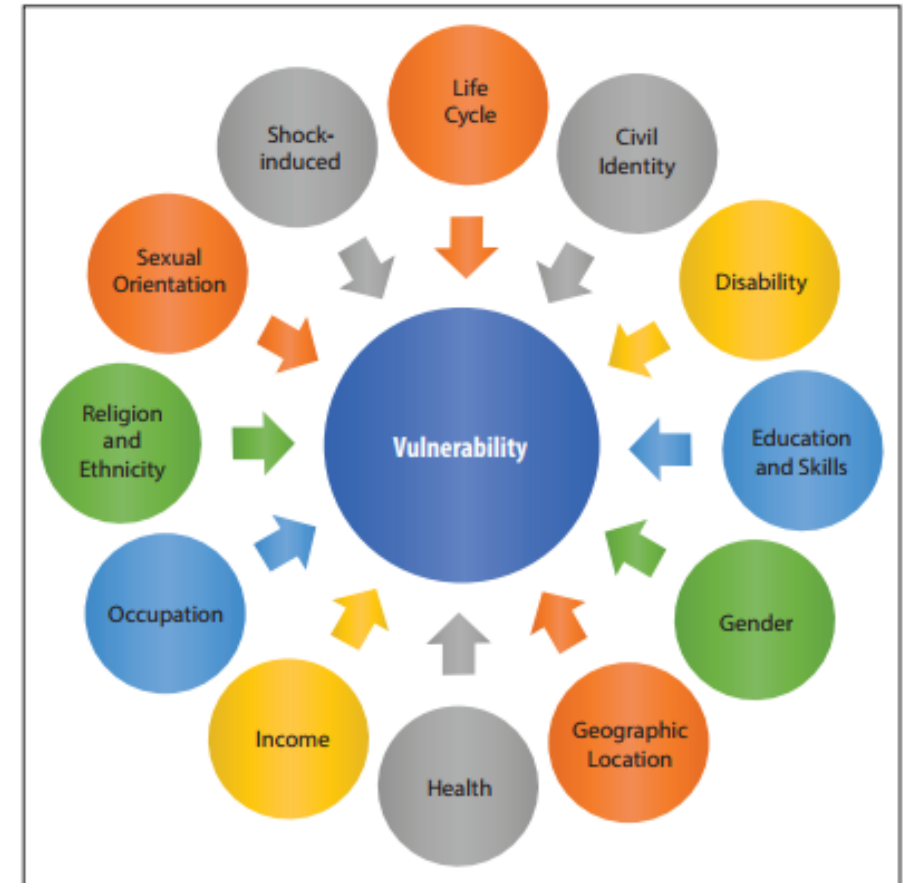 Life
Cycle
Civil
Identity
Disability
Education
and Skills
Gender
Geographic
Location
Health
Income
Occupation
Religion
and
Ethnicity
Sexual
Orientation
Shock-
induced
Vulnerability